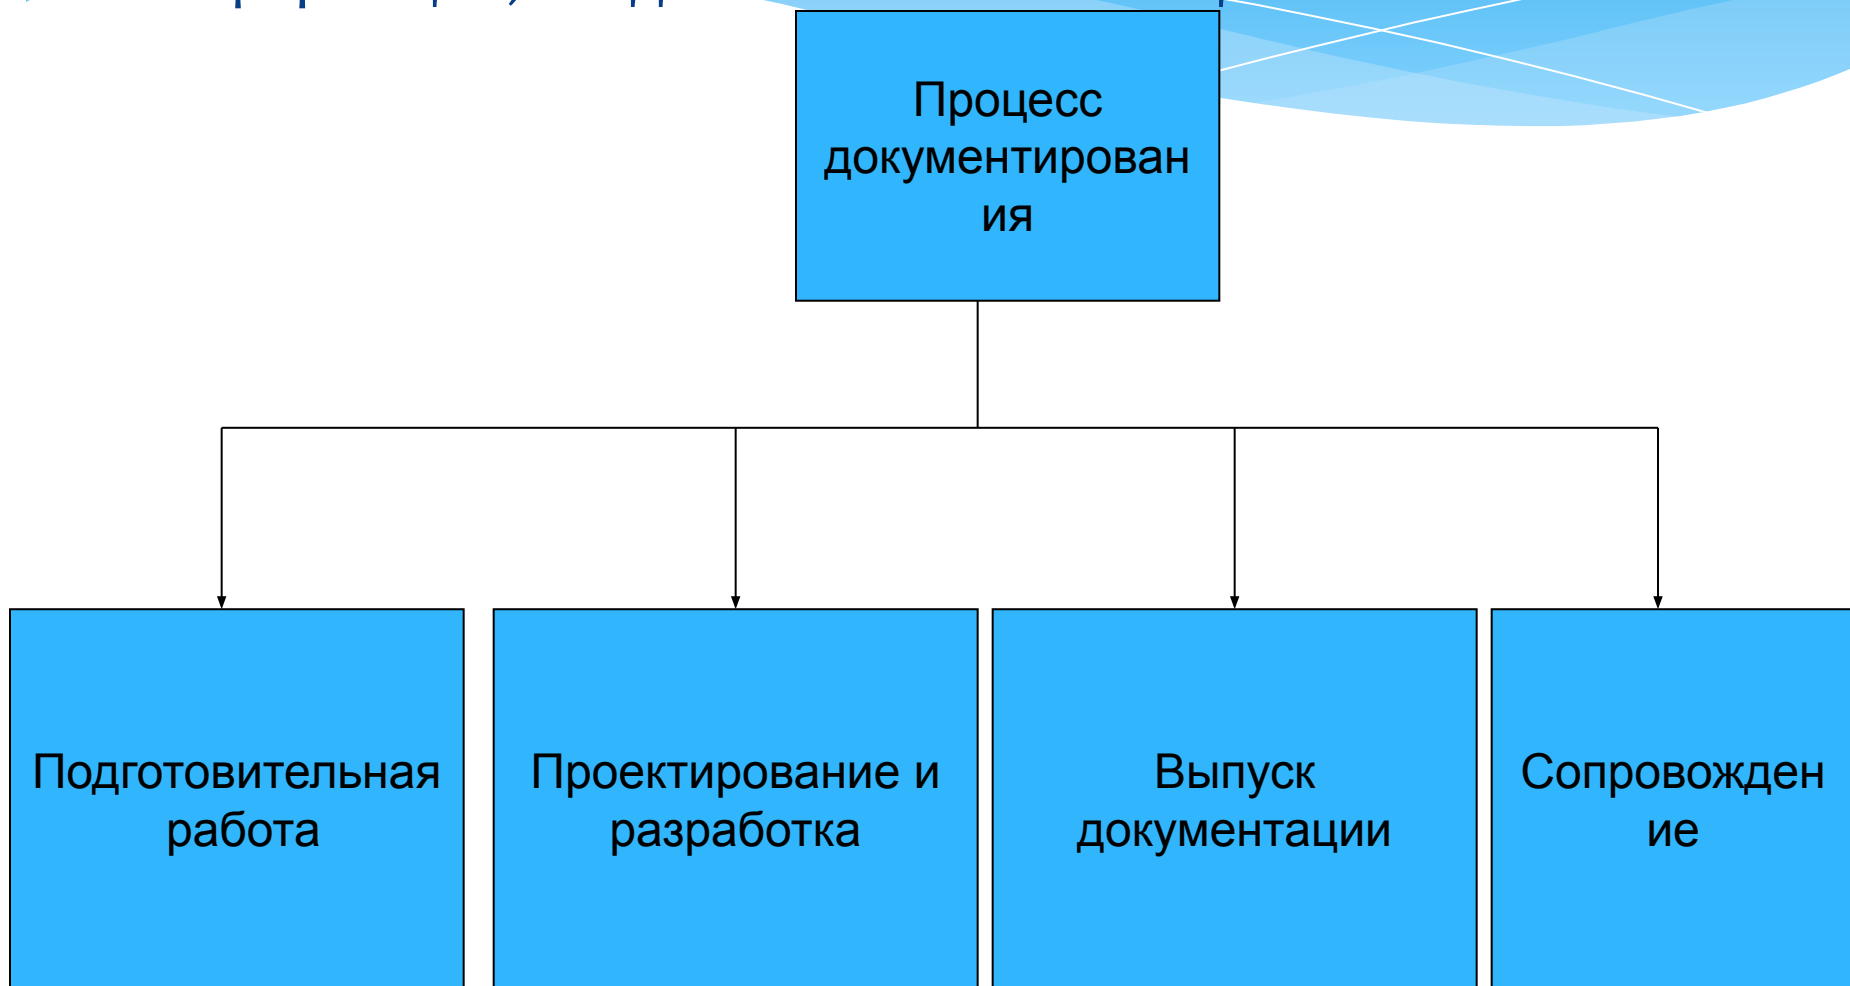 Процесс
документирован
ия
Подготовительная
работа
Проектирование и
разработка
Выпуск
документации
Сопровожден
ие